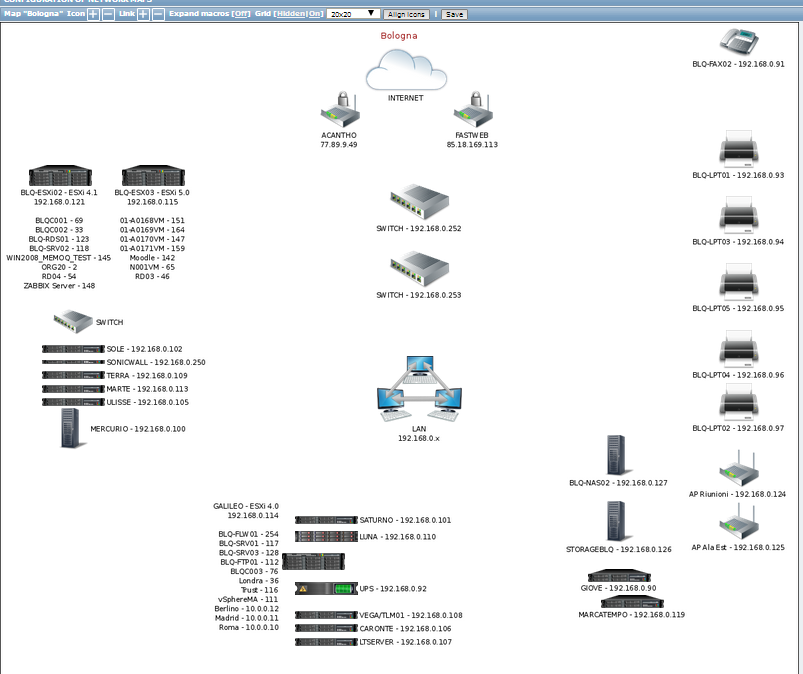 CONFIGURATION OF NETWORK MAPS
Map "Bologna" Icon Link Expand macros [Off] Grid [Hidden|On] 20x20 Align icons | Save
Bologna
INTERNET
ACANTHO
77.89.9.49
FASTWEB
85.18.169.113
BLQ-FAX02 - 192.168.0.91
BLQ-LPT01 - 192.168.0.93
BLQ-LPT03 - 192.168.0.94
BLQ-LPT05 - 192.168.0.95
BLQ-LPT04 - 192.168.0.96
BLQ-LPT02 - 192.168.0.97
BLQ-ESXi02 - ESXi 4.1
192.168.0.121
BLQC001 - 69
BLQC002 - 33
BLQ-RDS01 - 123
BLQ-SRV02 - 118
WIN2008_MEMOQ_TEST - 145
ORG20 - 2
RD04 - 54
ZABBIX Server - 148
BLQ-ESX03 - ESXi 5.0
192.168.0.115
01-A0168VM - 151
01-A0169VM - 164
01-A0170VM - 147
01-A0171VM - 159
Moodle - 142
N001VM - 65
RD03 - 46
SWITCH - 192.168.0.252
SWITCH - 192.168.0.253
SWITCH
SOLE - 192.168.0.102
SONICWALL - 192.168.0.250
TERRA - 192.168.0.109
MARTE - 192.168.0.113
ULISSE - 192.168.0.105
MERCURIO - 192.168.0.100
LAN
192.168.0.x
BLQ-NAS02 - 192.168.0.127
AP Riunioni - 192.168.0.124
STORAGEBLQ - 192.168.0.126
AP Ala Est - 192.168.0.125
GIOVE - 192.168.0.90
MARCATEMPO - 192.168.0.119
GALILEO - ESXi 4.0
192.168.0.114
BLQ-FLW01 - 254
BLQ-SRV01 - 117
BLQ-SRV03 - 128
BLQ-FTP01 - 112
BLQC003 - 76
Londra - 36
Trust - 116
vSphereMA - 111
Berlino - 10.0.0.12
Madrid - 10.0.0.11
Roma - 10.0.0.10
SATURNO - 192.168.0.101
LUNA - 192.168.0.110
UPS - 192.168.0.92
VEGA/TLM01 - 192.168.0.108
CARONTE - 192.168.0.106
LTSERVER - 192.168.0.107